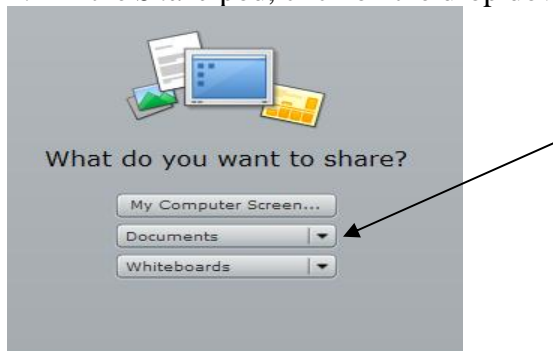 What do you want to share?
My Computer Screen...
Documents
Whiteboards